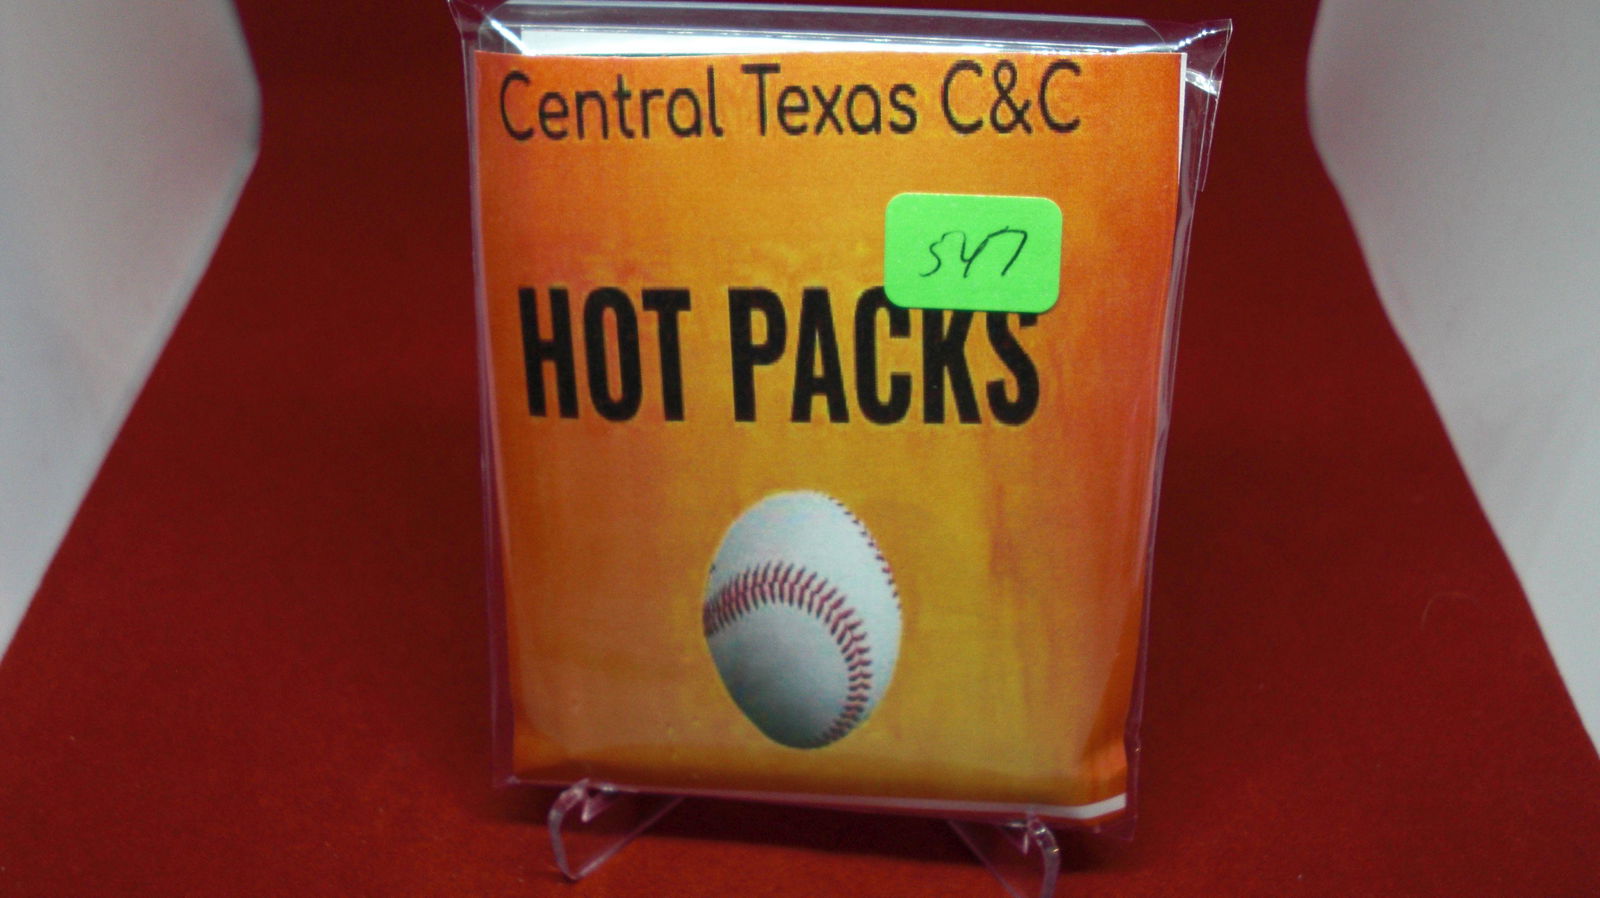 Central Texas C&C
547
HOT PACKS